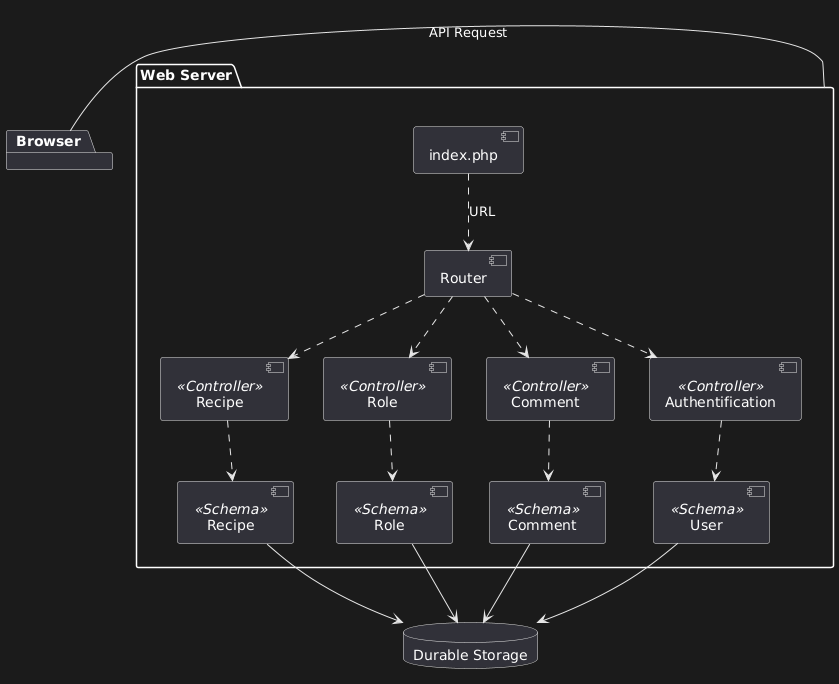 API Request
Web Server
Browser
index.php
URL
Router
«Controller»
Recipe
«Controller»
Role
«Controller»
Comment
«Controller»
Authentification
«Schema»
Recipe
«Schema»
Role
«Schema»
Comment
«Schema»
User
Durable Storage